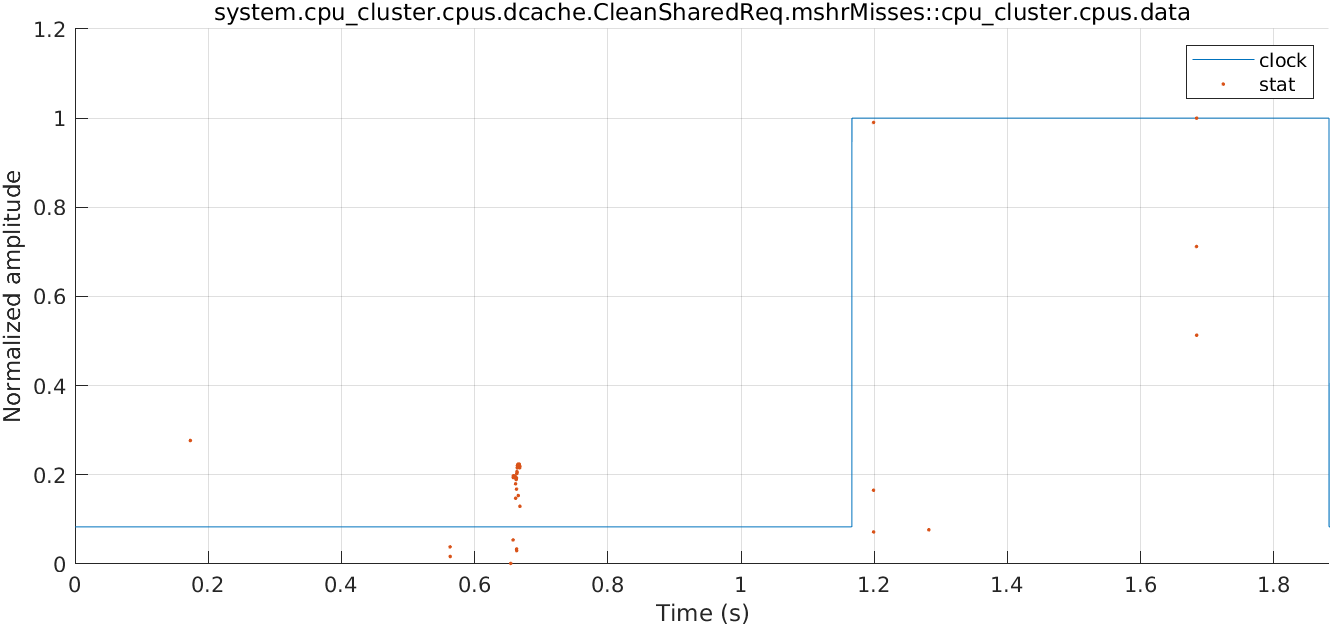 system.cpu_cluster.cpus.dcache.CleanSharedReq.mshrMisses::cpu_cluster.cpus.data
1.2
1
0.8
0.6
0.4
0.2
0
Normalized amplitude
clock
stat
0 0.2 0.4 0.6 0.8 1 1.2 1.4 1.6 1.8
Time (s)